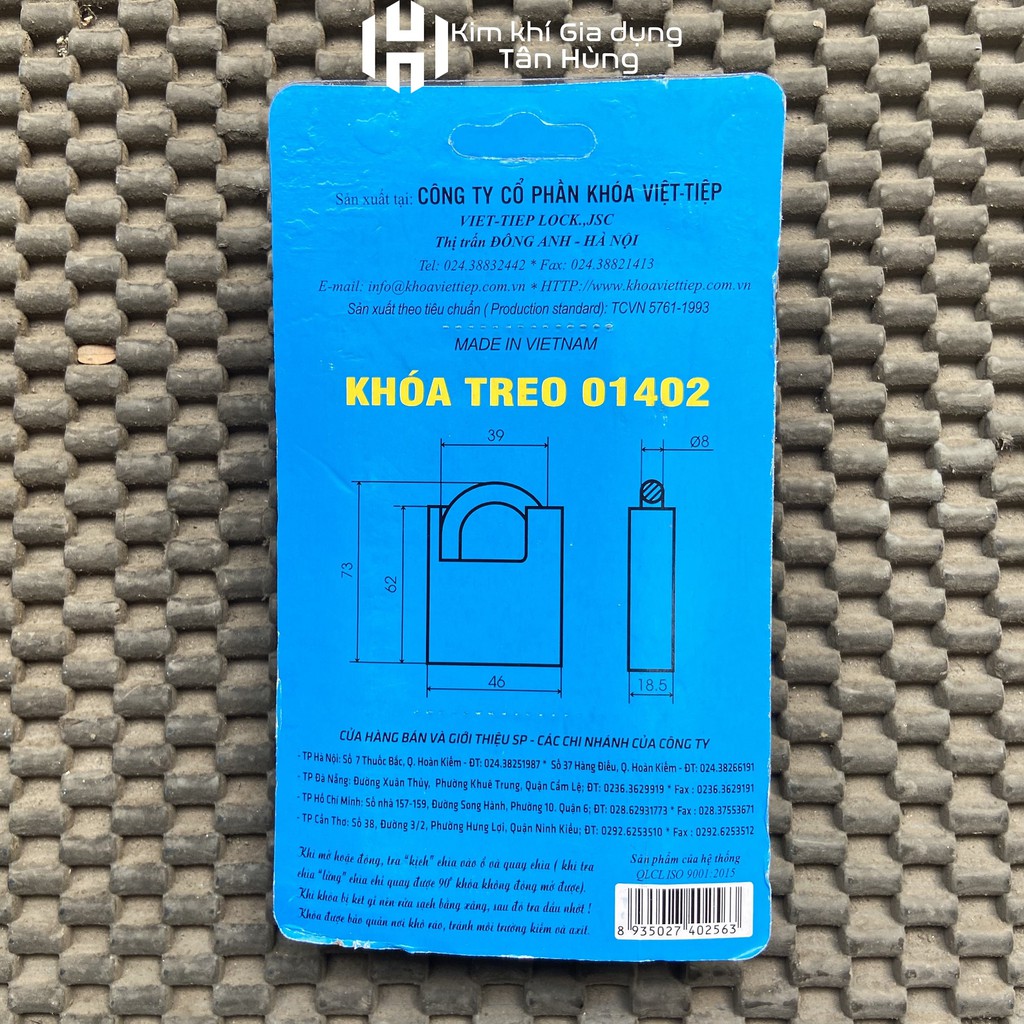 Kim khí Gia dụng
Tân Hùng
Sản xuất tại: CÔNG TY CỔ PHẦN KHÓA VIỆT-TIỆP
VIET-TIEP LOCK.,JSC
Thị trấn ĐÔNG ANH - HÀ NỘI
Tel: 024.38832442 * Fax: 024.38821413
E-mail: info@khoaviettiep.com.vn * HTTP://www.khoaviettiep.com.vn
Sản xuất theo tiêu chuẩn ( Production standard): TCVN 5761-1993
MADE IN VIETNAM
KHÓA TREO 01402
39
Ø8
73
62
46
18.5
CỬA HÀNG BÁN VÀ GIỚI THIỆU SP - CÁC CHI NHÁNH CỦA CÔNG TY
- TP Hà Nội: Số 7 Thuốc Bắc, Q. Hoàn Kiếm - ĐT: 024.38251987 * Số 37 Hàng Điếu, Q. Hoàn Kiếm - ĐT: 024.38266191
- TP Đà Nẵng: Đường Xuân Thủy, Phường Khuê Trung, Quận Cẩm Lệ; ĐT: 0236.3629919 * Fax : 0236.3629191
- TP Hồ Chí Minh: Số nhà 157-159, Đường Song Hành, Phường 10. Quận 6; ĐT: 028.62931773 * Fax : 028.37553671
- TP Cần Thơ: Số 38, Đường 3/2, Phường Hưng Lợi, Quận Ninh Kiều; ĐT: 0292.6253510 * Fax : 0292.6253512
Khi mở hoặc đóng, tra "kịch" chìa vào ổ và quay chìa ( khi tra
chìa "lửng" chìa chỉ quay được 90° khóa không đóng mở được).
Khi khóa bị kẹt gỉ nên rửa sạch bằng xăng, sau đó tra dầu nhớt !
Khóa được bảo quản nơi khô ráo, tránh môi trường kiềm và axit.
Sản phẩm của hệ thống
QLCL ISO 9001:2015
8 935027 402563